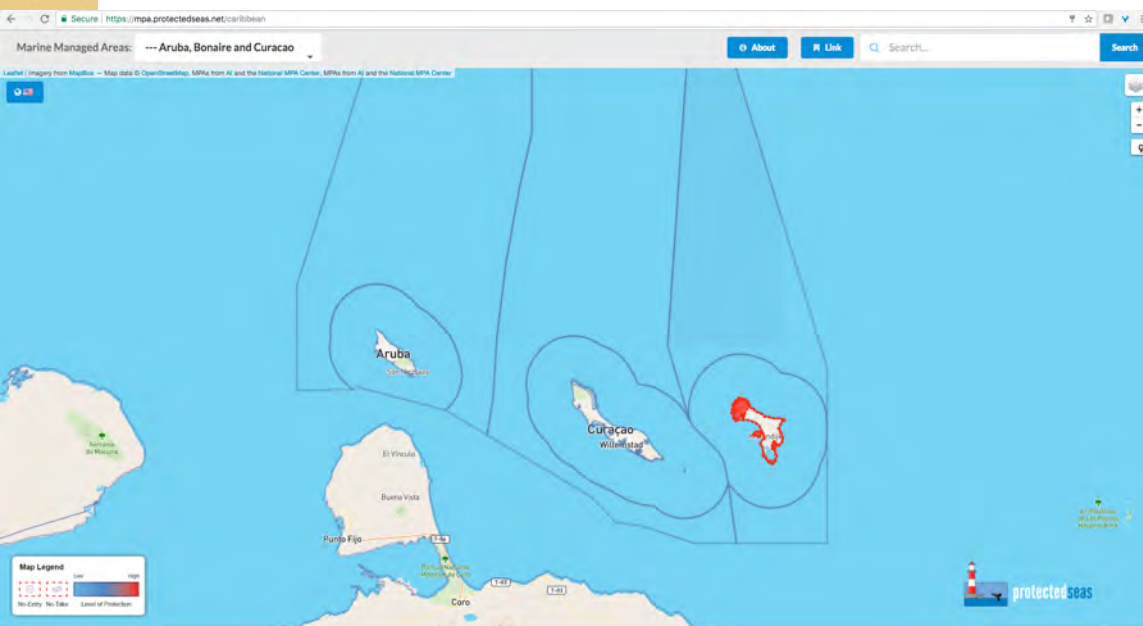 Secure https://mpa.protectedseas.net/caribbean
Marine Managed Areas: --- Aruba, Bonaire and Curacao
About
Link
Search...
Search
Leaflet | Imagery from MapBox — Map data © OpenStreetMap, MPAs from AI and the National MPA Center, MPAs from AI and the National MPA Center
+
−
Aruba
Curaçao
Willemstad
El Vínculo
Buena Vista
Punto Fijo
Coro
Map Legend
Low High
No-Entry No-Take Level of Protection
protectedseas